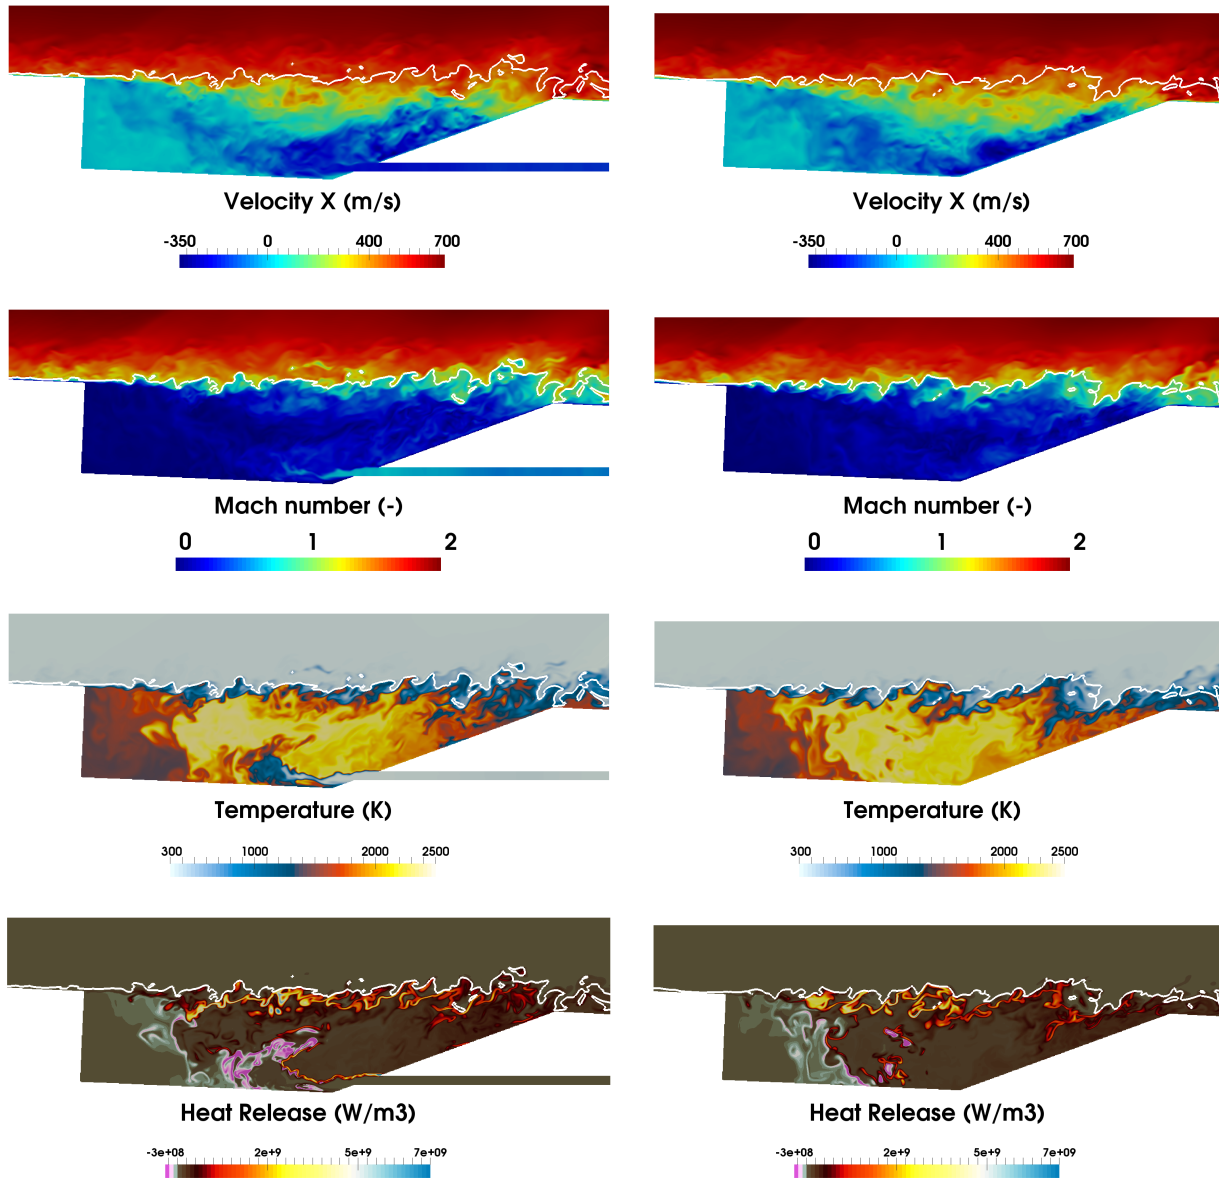 Velocity X (m/s) Velocity X (m/s)
-350 0 400 700 -350 0 400 700
Mach number (-) Mach number (-)
0 1 2 0 1 2
Temperature (K) Temperature (K)
300 1000 2000 2500 300 1000 2000 2500
Heat Release (W/m3) Heat Release (W/m3)
-3e+08 2e+9 5e+9 7e+09 -3e+08 2e+9 5e+9 7e+09